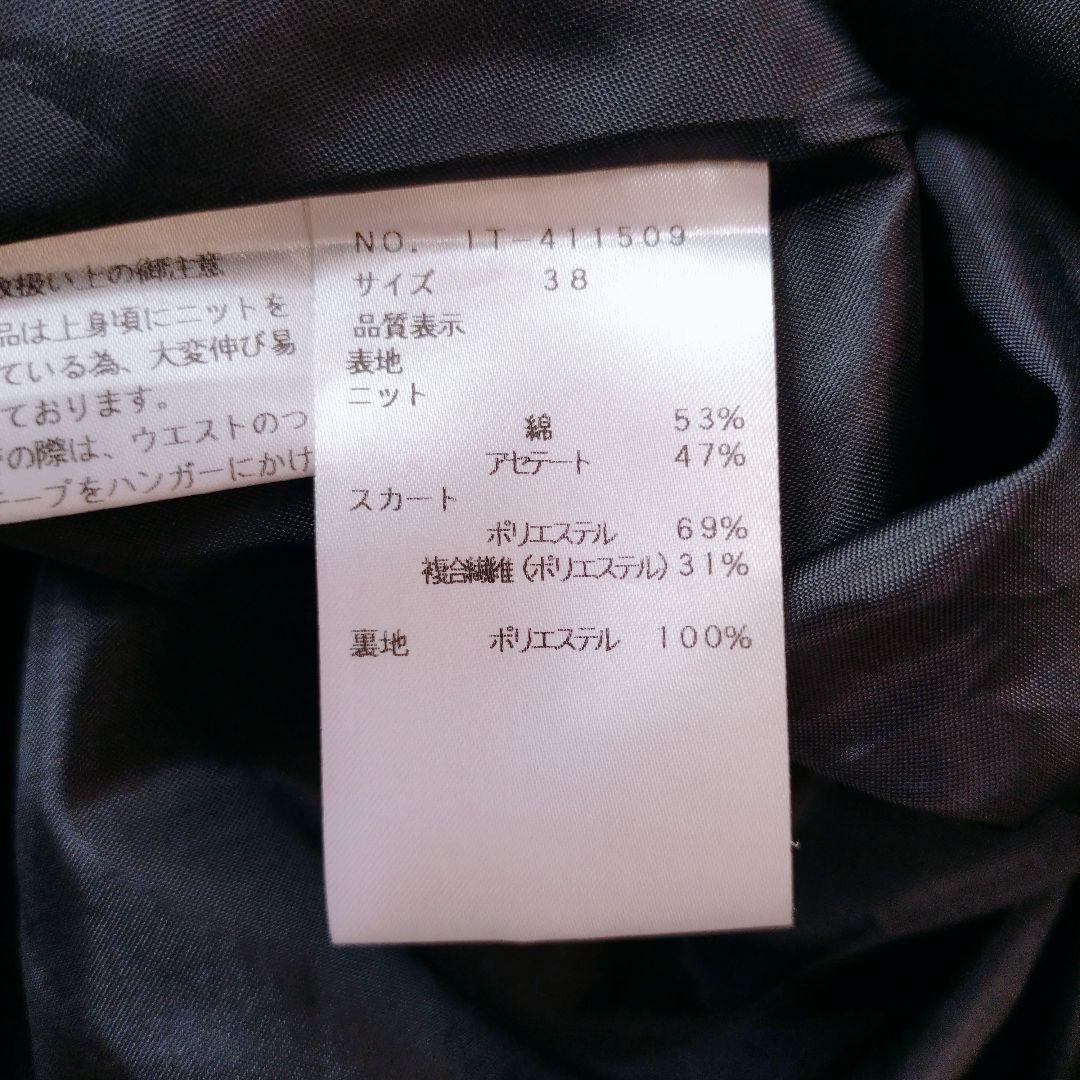 取扱い上の御注意
品は上身頃にニットを
ている為、大変伸び易
ております。
の際は、ウエストのつ
ープをハンガーにかけ
NO. IT-411509
サイズ 38
品質表示
表地
ニット
綿 53%
アセテート 47%
スカート
ポリエステル 69%
複合繊維(ポリエステル) 31%
裏地 ポリエステル 100%